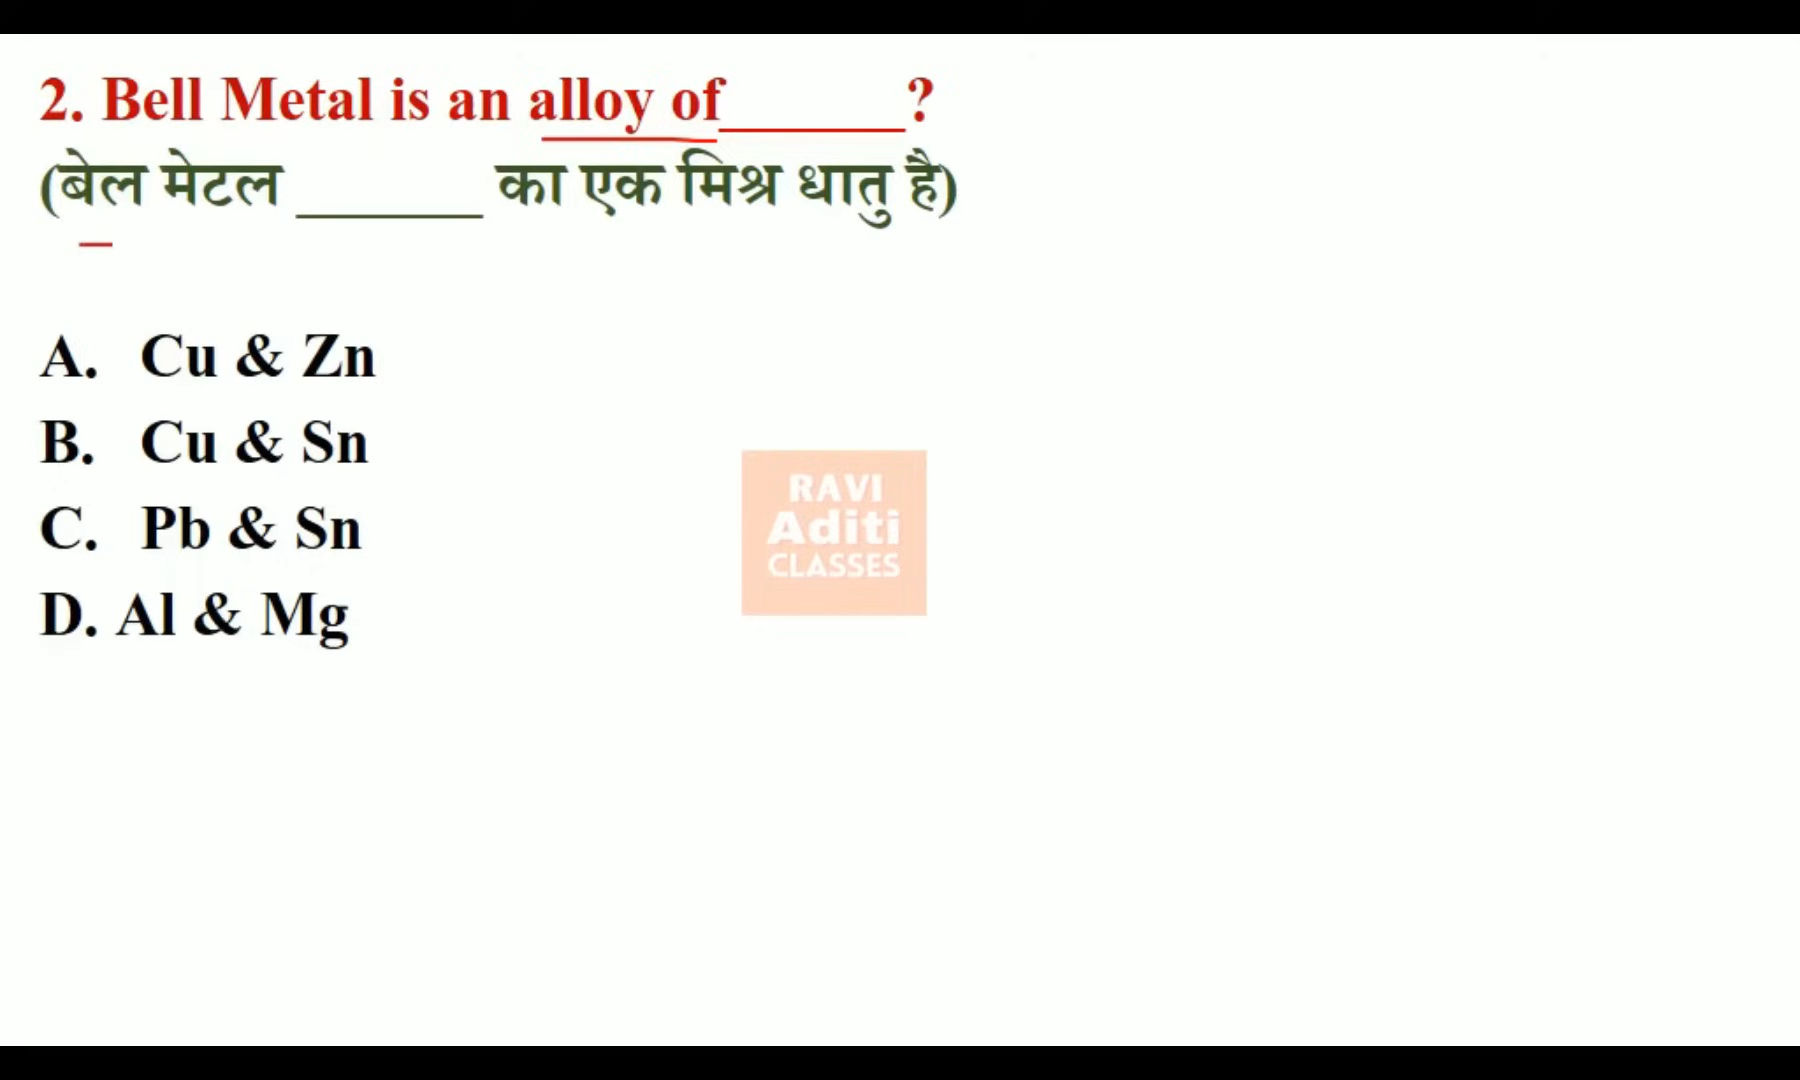 2. Bell Metal is an alloy of______?
(बेल मेटल ______ का एक मिश्र धातु है)
A. Cu & Zn
B. Cu & Sn
C. Pb & Sn
D. Al & Mg
RAVI
Aditi
CLASSES